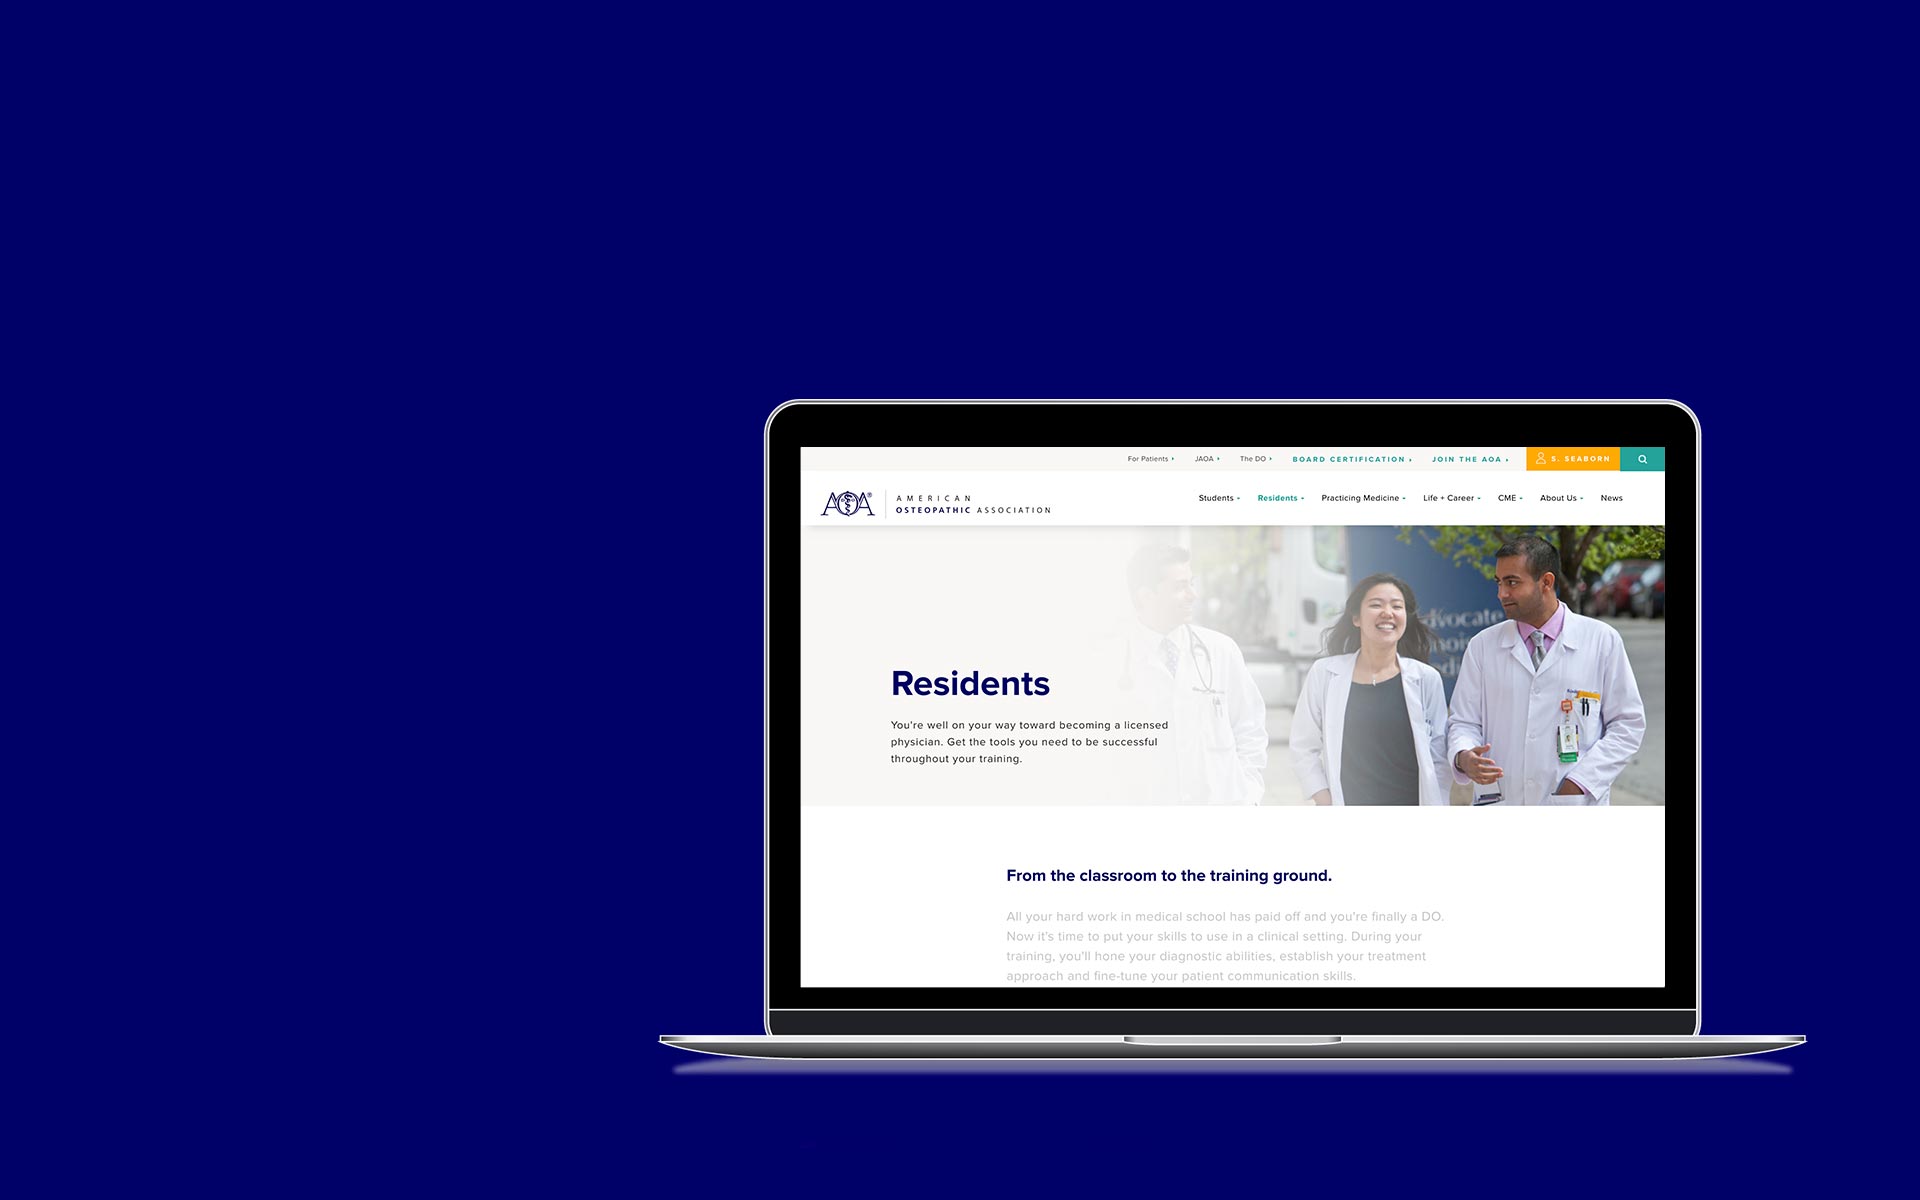 For Patients
JAOA
The DO
BOARD CERTIFICATION
JOIN THE AOA
S. SEABORN
AOA®
AMERICAN
OSTEOPATHIC ASSOCIATION
Students
Residents
Practicing Medicine
Life + Career
CME
About Us
News
dvocate
Residents
You're well on your way toward becoming a licensed
physician. Get the tools you need to be successful
throughout your training.
From the classroom to the training ground.
All your hard work in medical school has paid off and you're finally a DO.
Now it's time to put your skills to use in a clinical setting. During your
training, you'll hone your diagnostic abilities, establish your treatment
approach and fine-tune your patient communication skills.